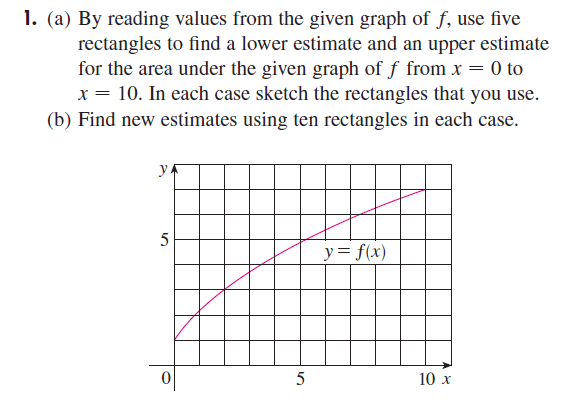 1. (a) By reading values from the given graph of f, use five
rectangles to find a lower estimate and an upper estimate
for the area under the given graph of f from x = 0 to
x = 10. In each case sketch the rectangles that you use.
(b) Find new estimates using ten rectangles in each case.
y
5
y = f(x)
0 5 10 x